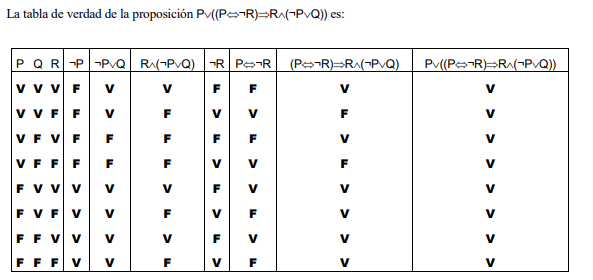 La tabla de verdad de la proposición P∨((P⇔¬R)⇒R∧(¬P∨Q)) es:
P Q R ¬P ¬P∨Q R∧(¬P∨Q) ¬R P⇔¬R (P⇔¬R)⇒R∧(¬P∨Q) P∨((P⇔¬R)⇒R∧(¬P∨Q))
V V V F V V F F V V
V V F F V F V V F V
V F V F F F F F V V
V F F F F F V V F V
F V V V V V F V V V
F V F V V F V F V V
F F V V V V F V V V
F F F V V F V F V V